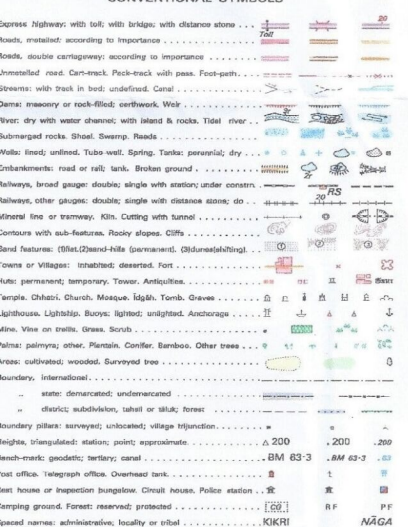 CONVENTIONAL SYMBOLS
Express highway: with toll; with bridge; with distance stone . . . 20
Toll
Roads, metalled: according to importance
Roads, double carriageway: according to importance
Unmetalled road. Cart-track. Pack-track with pass. Foot-path
Streams: with track in bed; undefined. Canal
Dams: masonry or rock-filled; earthwork. Weir
River: dry with water channel; with island & rocks. Tidal river
Submerged rocks. Shoal. Swamp. Reeds
Wells: lined; unlined. Tube-well. Spring. Tanks: perennial; dry
Embankments: road or rail; tank. Broken ground
Railways, broad gauge: double; single with station; under constrn. RS
Railways, other gauges: double; single with distance stone; do 20
Mineral line or tramway. Kiln. Cutting with tunnel
Contours with sub-features. Rocky slopes. Cliffs
Sand features: (1)flat.(2)sand-hills (permanent). (3)dunes(shifting).
Towns or Villages: inhabited; deserted. Fort
Huts: permanent; temporary. Tower. Antiquities
Temple. Chhatri. Church. Mosque. Īdgāh. Tomb. Graves
Lighthouse. Lightship. Buoys: lighted; unlighted. Anchorage
Mine. Vine on trellis. Grass. Scrub
Palms: palmyra; other. Plantain. Conifer. Bamboo. Other trees
Areas: cultivated; wooded. Surveyed tree
Boundary, international
,, state: demarcated; undemarcated
,, district; subdivision, tahsil or tāluk; forest
Boundary pillars: surveyed; unlocated; village trijunction
Heights, triangulated: station; point; approximate △ 200 . 200 .200
Bench-mark: geodetic; tertiary; canal . BM 63·3 . BM 63·3 . 63
Post office. Telegraph office. Overhead tank
Rest house or inspection bungalow. Circuit house. Police station
Camping ground. Forest: reserved; protected CG RF PF
Spaced names: administrative; locality or tribal KIKRI NĀGA